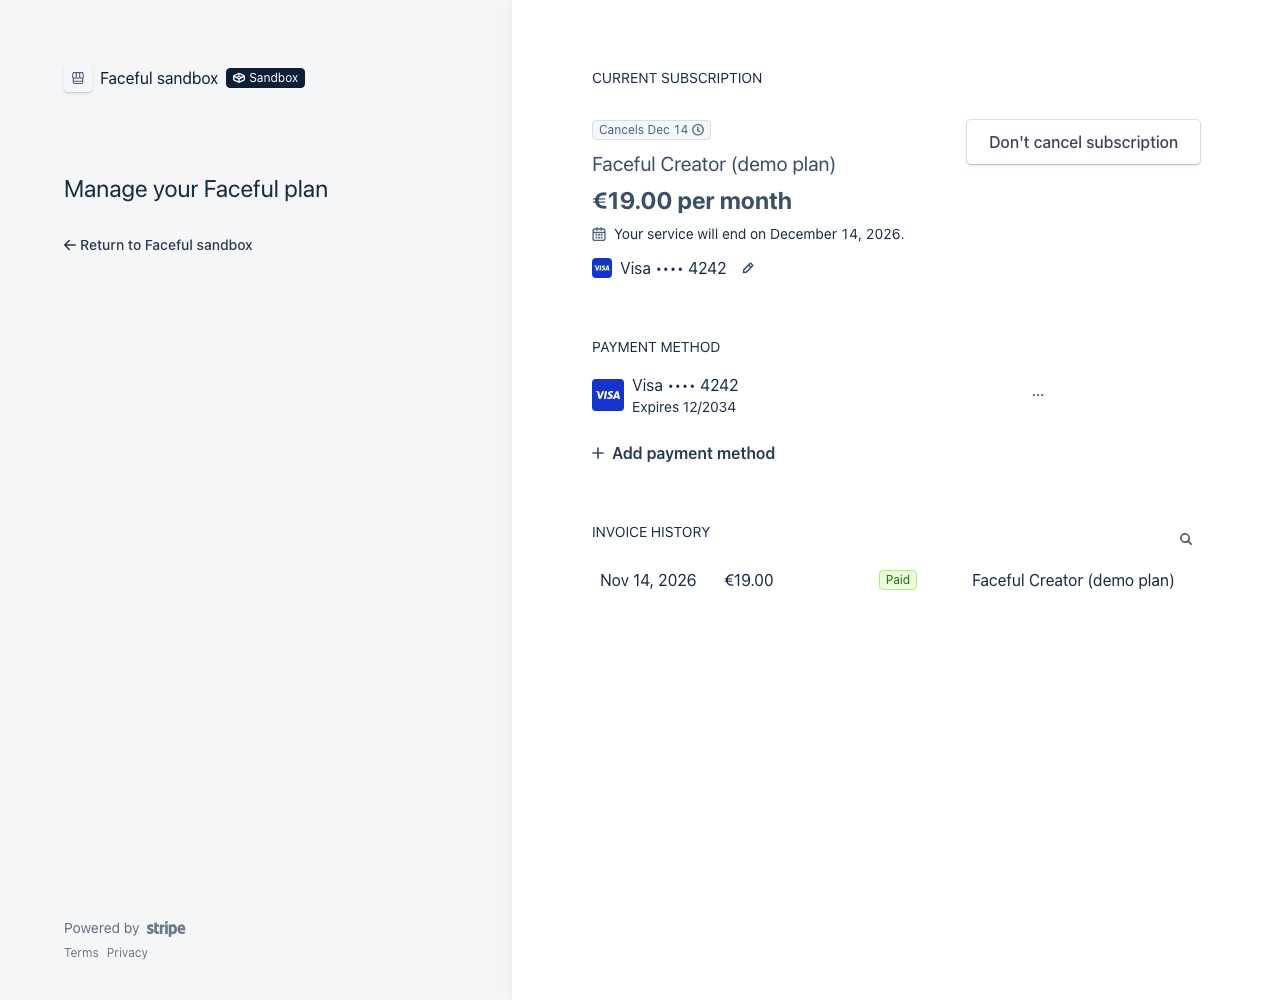 Faceful sandbox
Sandbox
Manage your Faceful plan
Return to Faceful sandbox
Powered by stripe
Terms Privacy
CURRENT SUBSCRIPTION
Cancels Dec 14
Don't cancel subscription
Faceful Creator (demo plan)
€19.00 per month
Your service will end on December 14, 2026.
VISA Visa •••• 4242
PAYMENT METHOD
VISA Visa •••• 4242
Expires 12/2034
Add payment method
INVOICE HISTORY
Nov 14, 2026 €19.00 Paid Faceful Creator (demo plan)